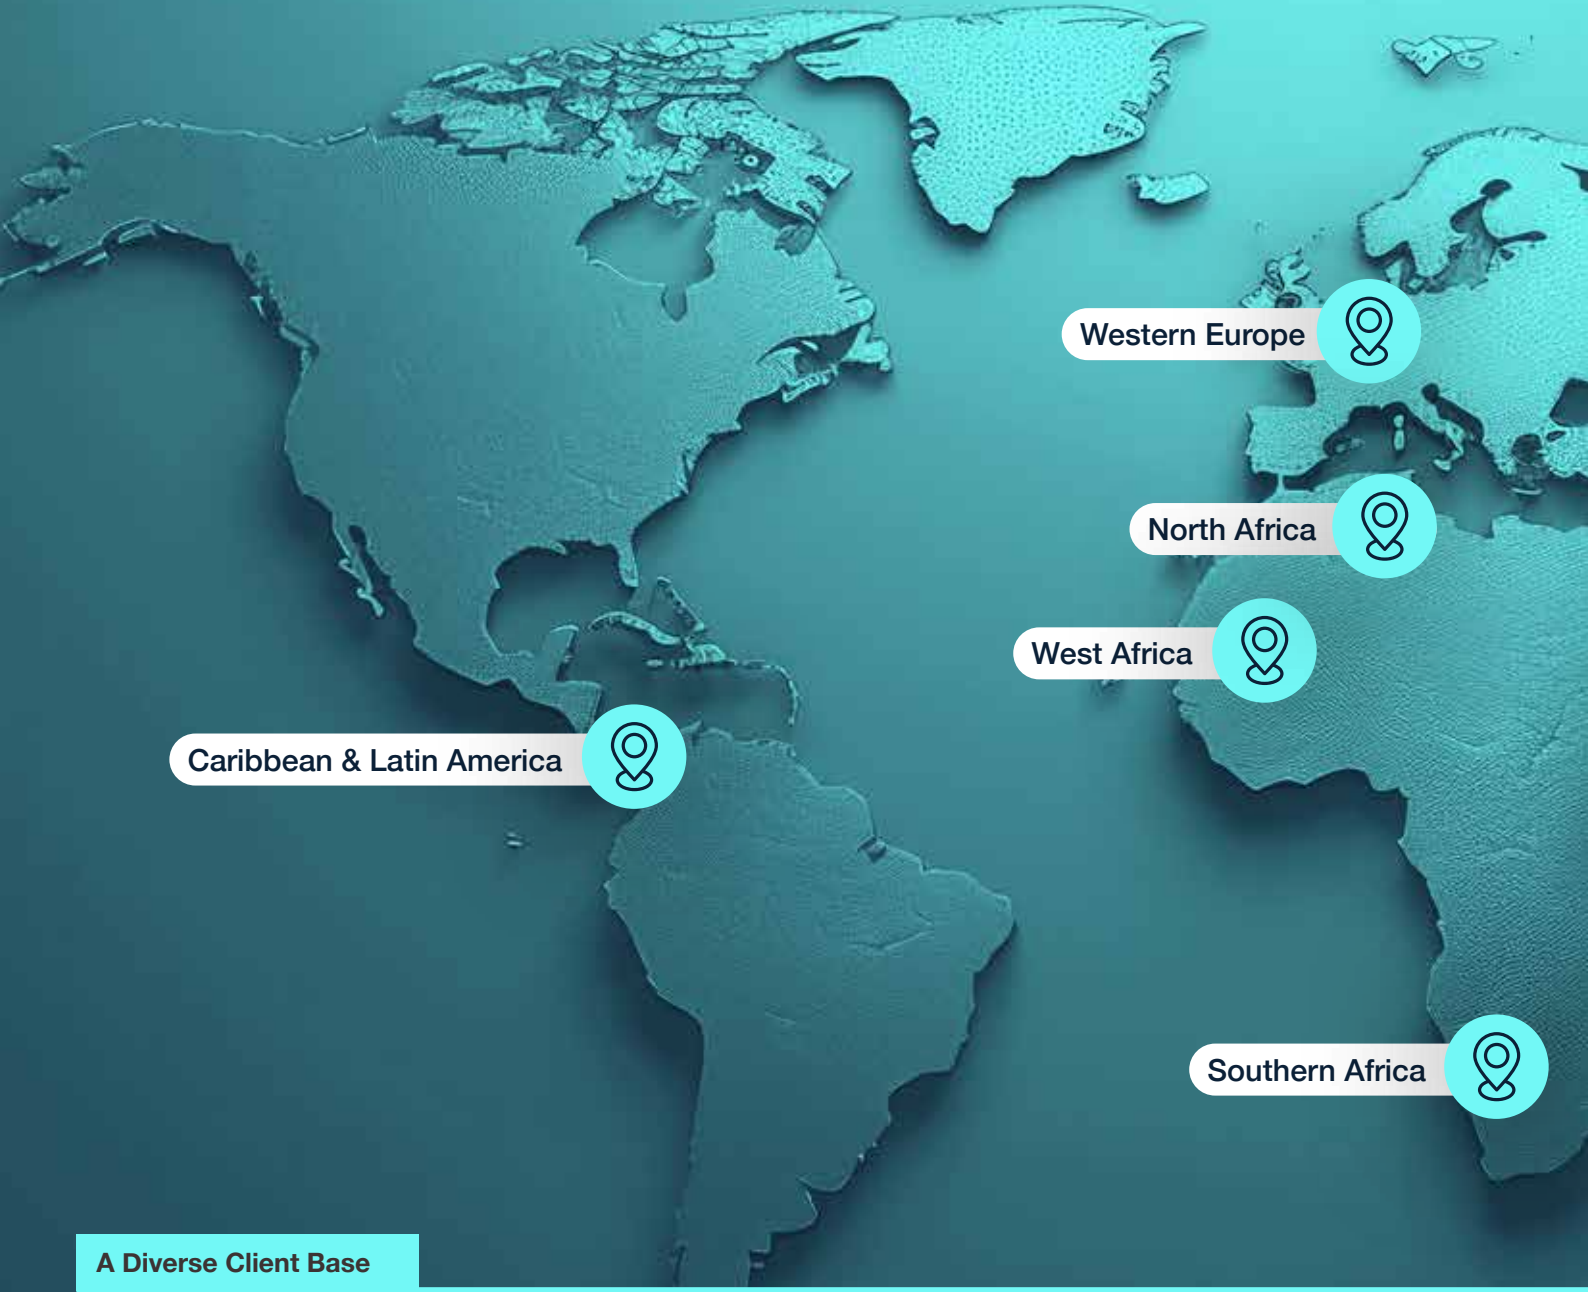 Western Europe
North Africa
West Africa
Caribbean & Latin America
Southern Africa
A Diverse Client Base